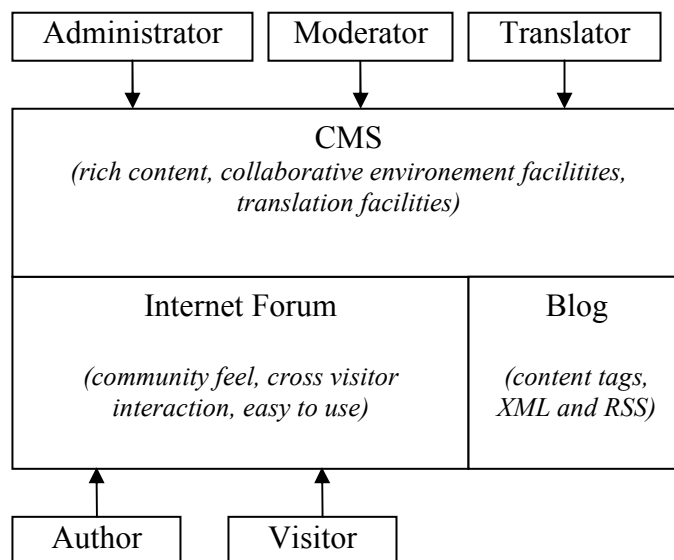 Administrator
Moderator
Translator
CMS
(rich content, collaborative environement facilitites,
translation facilities)
Internet Forum
(community feel, cross visitor
interaction, easy to use)
Blog
(content tags,
XML and RSS)
Author
Visitor